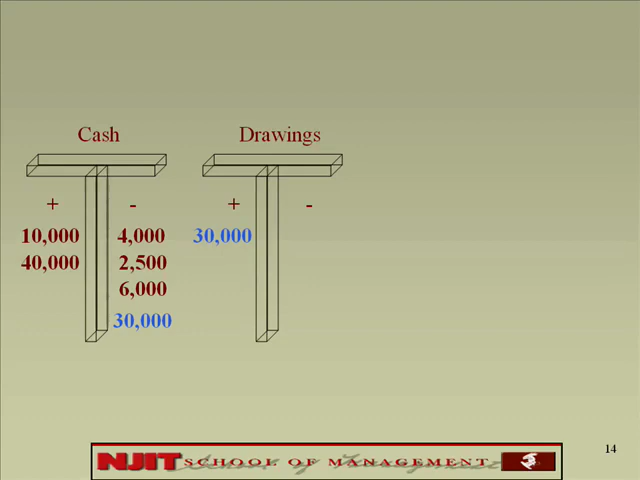 Cash Drawings
+ - + -
10,000 4,000 30,000
40,000 2,500
6,000
30,000
14
NJIT SCHOOL OF MANAGEMENT